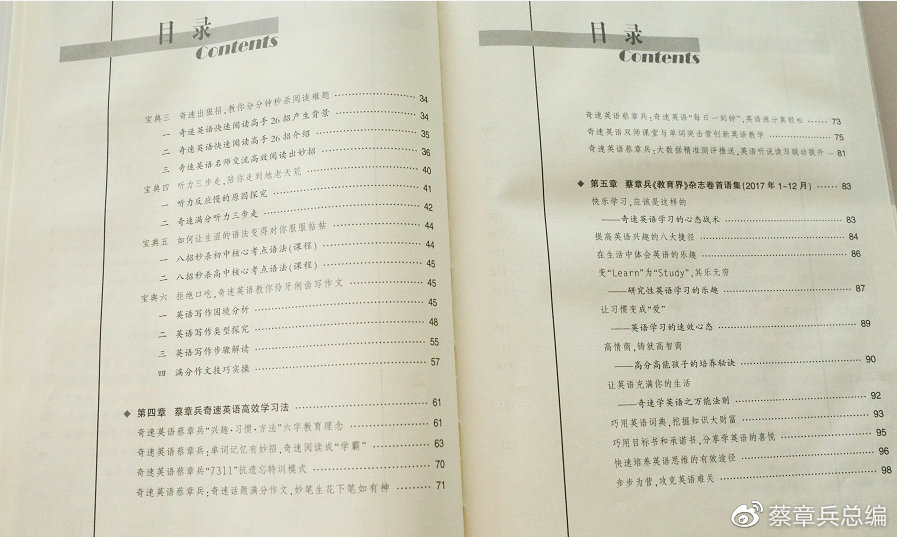 目录
Contents
宝典三 奇速出狠招,教你分分钟秒杀阅读难题 ………… 34
一 奇速英语快速阅读高手26招产生背景 ………… 34
二 奇速英语快速阅读高手26招介绍 ………… 35
三 奇速英语名师交流高效阅读出妙招 ………… 36
宝典四 听力三步走,陪你走到地老天荒 ………… 40
一 听力反应慢的原因探究 ………… 41
二 奇速满分听力三步走 ………… 42
宝典五 如何让生涩的语法变得对你服服帖帖 ………… 44
一 八招秒杀初中核心考点语法(课程) ………… 44
二 八招秒杀高中核心考点语法(课程) ………… 45
宝典六 拒绝口吃,奇速英语教你伶牙俐齿写作文 ………… 45
一 英语写作困境分析 ………… 45
二 英语写作类型探究 ………… 48
三 英语写作步骤解读 ………… 55
四 满分作文技巧实操 ………… 57
◆ 第四章 蔡章兵奇速英语高效学习法 ………… 61
奇速英语蔡章兵“兴趣·习惯·方法”六字教育理念 ………… 61
奇速英语蔡章兵:单词记忆有妙招,奇速阅读成“学霸” ………… 63
奇速英语蔡章兵“7311”抗遗忘特训模式 ………… 70
奇速英语蔡章兵:奇速话题满分作文,妙笔生花下笔如有神 ………… 71
目录
Contents
奇速英语蔡章兵:奇速英语“每日一刻钟”,英语满分真轻松 ………… 73
奇速英语双师课堂与单词突击营创新英语教学 ………… 75
奇速英语蔡章兵:大数据精准测评推送,英语听说读写联动提升 … 81
◆ 第五章 蔡章兵《教育界》杂志卷首语集(2017年1~12月) …… 83
快乐学习,应该是这样的
——奇速英语学习的心态战术 ………… 83
提高英语兴趣的八大捷径 ………… 84
在生活中体会英语的乐趣 ………… 86
变“Learn”为“Study”,其乐无穷
——研究性英语学习的乐趣 ………… 87
让习惯变成“爱”
——英语学习的速效心态 ………… 89
高情商,铸就高智商
——高分高能孩子的培养秘诀 ………… 90
让英语充满你的生活
——奇速学英语之万能法则 ………… 92
巧用英语词典,挖掘知识大财富 ………… 93
巧用目标书和承诺书,分享学英语的喜悦 ………… 95
快速培养英语思维的有效途径 ………… 96
步步为营,攻克英语难关 ………… 98
蔡章兵总编